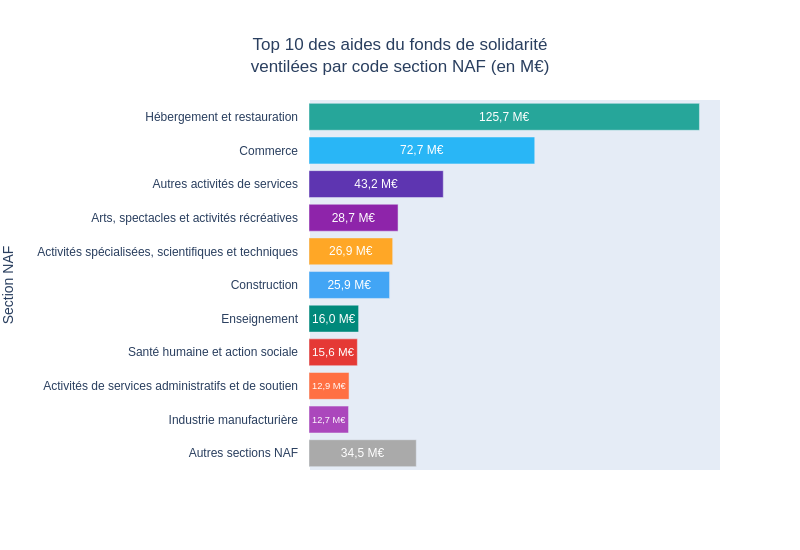 Top 10 des aides du fonds de solidarité
ventilées par code section NAF (en M€)
Section NAF
Hébergement et restauration 125,7 M€
Commerce 72,7 M€
Autres activités de services 43,2 M€
Arts, spectacles et activités récréatives 28,7 M€
Activités spécialisées, scientifiques et techniques 26,9 M€
Construction 25,9 M€
Enseignement 16,0 M€
Santé humaine et action sociale 15,6 M€
Activités de services administratifs et de soutien 12,9 M€
Industrie manufacturière 12,7 M€
Autres sections NAF 34,5 M€